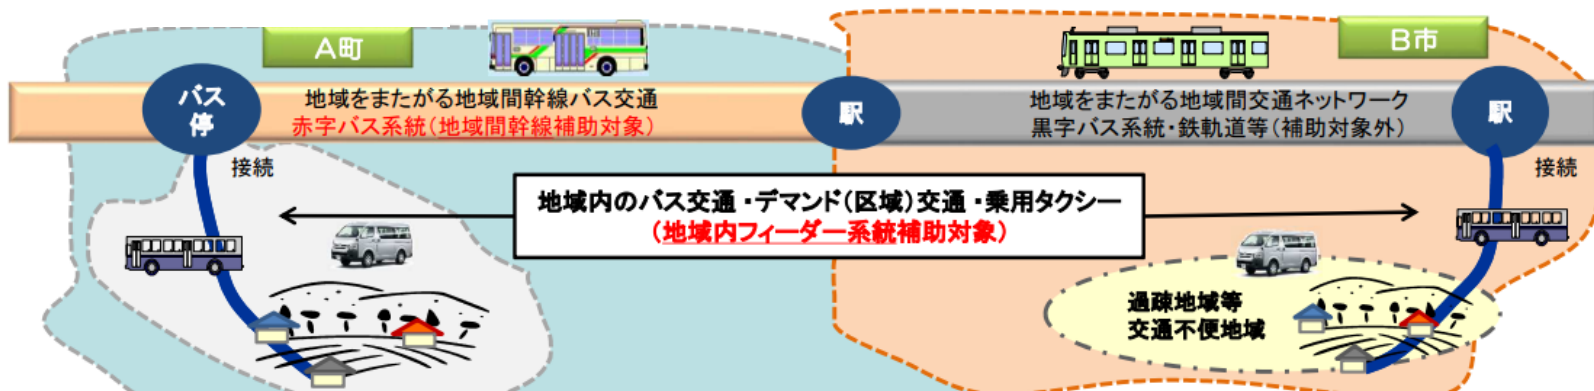 A町
B市
バス
停
地域をまたがる地域間幹線バス交通
赤字バス系統(地域間幹線補助対象)
駅
地域をまたがる地域間交通ネットワーク
黒字バス系統・鉄軌道等(補助対象外)
駅
接続
接続
地域内のバス交通・デマンド(区域)交通・乗用タクシー
(地域内フィーダー系統補助対象)
過疎地域等
交通不便地域